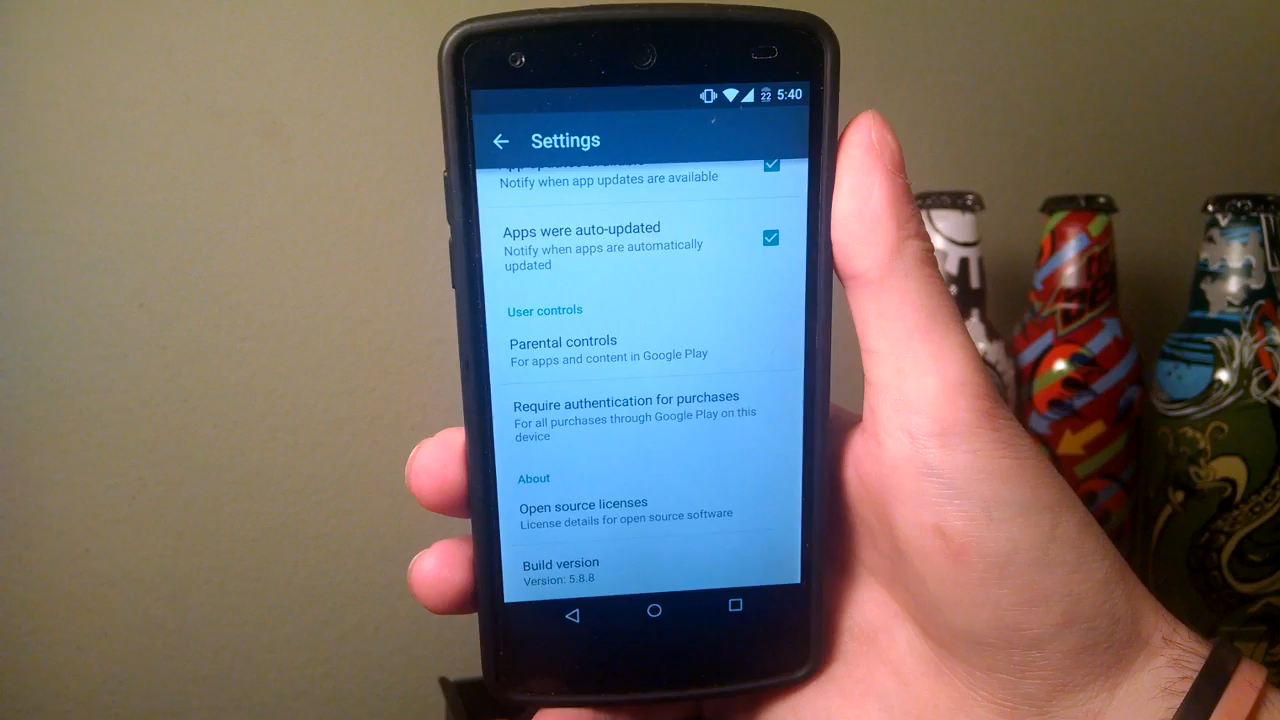 22 5:40
Settings
App updates available
Notify when app updates are available
Apps were auto-updated
Notify when apps are automatically
updated
User controls
Parental controls
For apps and content in Google Play
Require authentication for purchases
For all purchases through Google Play on this
device
About
Open source licenses
License details for open source software
Build version
Version: 5.8.8